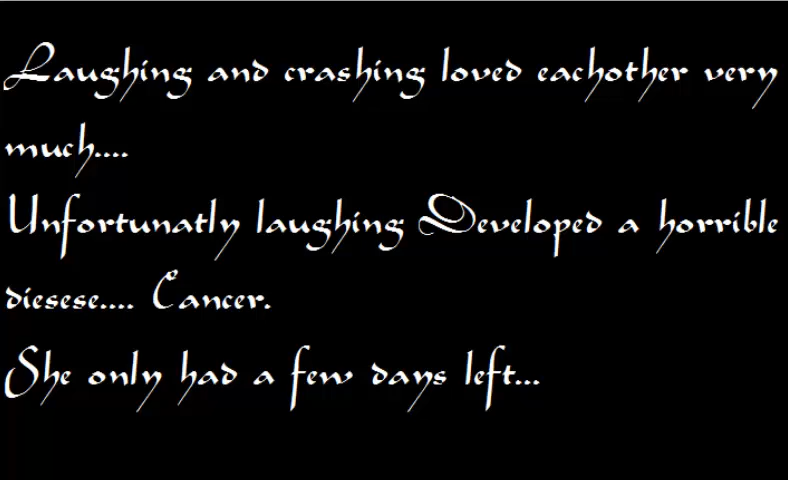 Laughing and crashing loved eachother very
much....
Unfortunatly laughing Developed a horrible
diesese.... Cancer.
She only had a few days left...